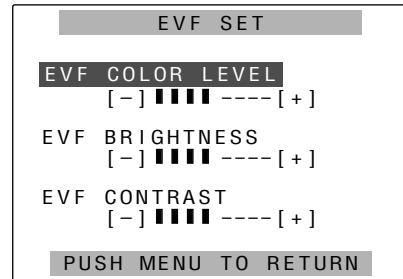 EVF SET
EVF COLOR LEVEL
[−]▮▮▮▮----[+]
EVF BRIGHTNESS
[−]▮▮▮▮----[+]
EVF CONTRAST
[−]▮▮▮▮----[+]
PUSH MENU TO RETURN